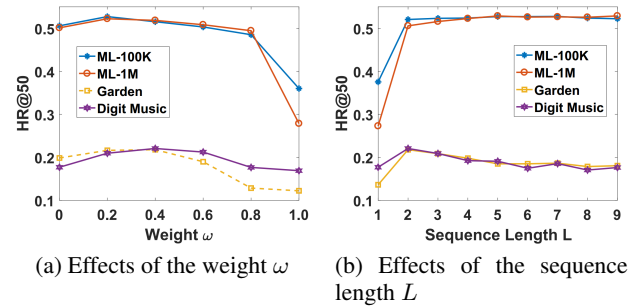 0.5
0.4
0.3
0.2
0.1
HR@50
ML-100K
ML-1M
Garden
Digit Music
0 0.2 0.4 0.6 0.8 1.0
Weight ω
(a) Effects of the weight ω
0.5
0.4
0.3
0.2
0.1
HR@50
ML-100K
ML-1M
Garden
Digit Music
1 2 3 4 5 6 7 8 9
Sequence Length L
(b) Effects of the sequence
length L